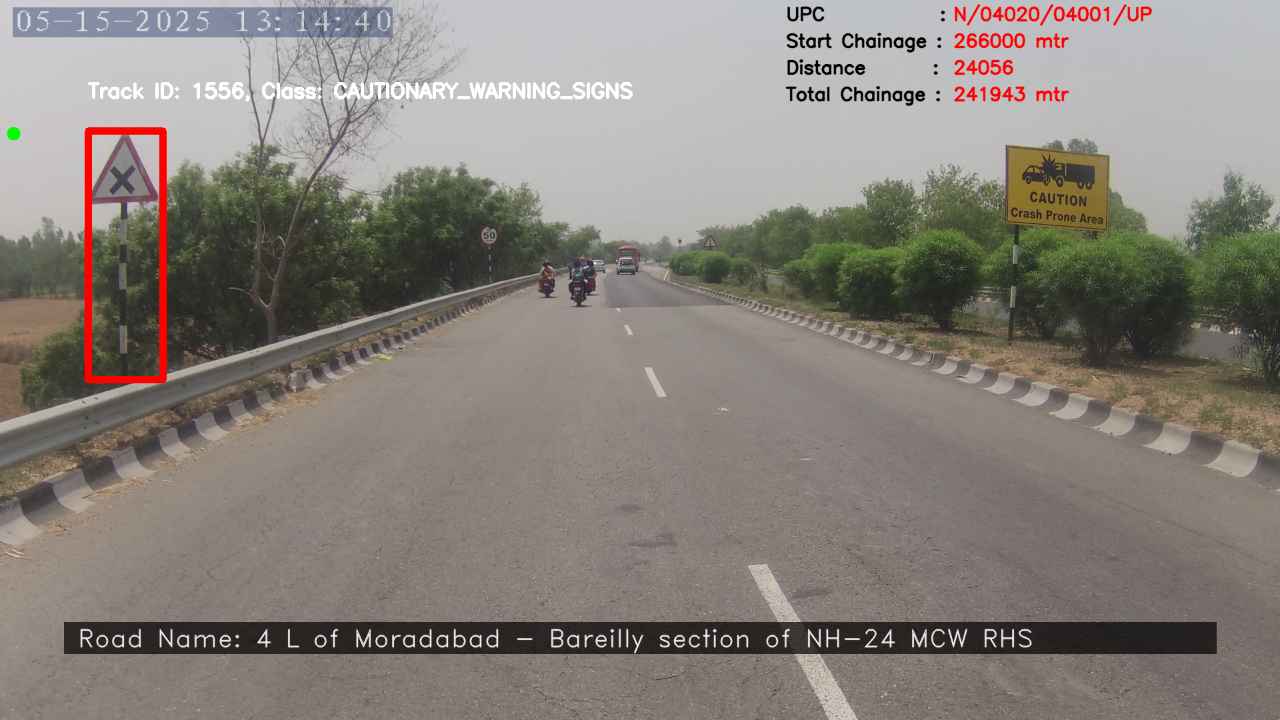 05-15-2025 13:14:40
UPC : N/04020/04001/UP
Start Chainage : 266000 mtr
Distance : 24056
Total Chainage : 241943 mtr
Track ID: 1556, Class: CAUTIONARY_WARNING_SIGNS
CAUTION
Crash Prone Area
50
Road Name: 4 L of Moradabad - Bareilly section of NH-24 MCW RHS